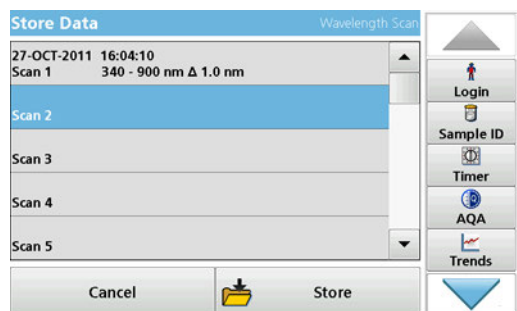 Store Data
Wavelength Scan
27-OCT-2011 16:04:10
Scan 1 340 - 900 nm Δ 1.0 nm
Scan 2
Scan 3
Scan 4
Scan 5
Cancel
Store
Login
Sample ID
Timer
AQA
Trends